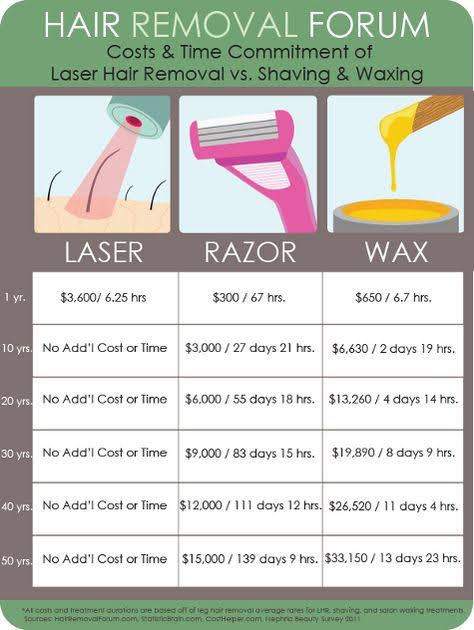 HAIR REMOVAL FORUM
Costs & Time Commitment of
Laser Hair Removal vs. Shaving & Waxing
LASER RAZOR WAX
1 yr. $3,600/ 6.25 hrs $300 / 67 hrs. $650 / 6.7 hrs.
10 yrs. No Add'l Cost or Time $3,000 / 27 days 21 hrs. $6,630 / 2 days 19 hrs.
20 yrs. No Add'l Cost or Time $6,000 / 55 days 18 hrs. $13,260 / 4 days 14 hrs.
30 yrs. No Add'l Cost or Time $9,000 / 83 days 15 hrs. $19,890 / 8 days 9 hrs.
40 yrs. No Add'l Cost or Time $12,000 / 111 days 12 hrs. $26,520 / 11 days 4 hrs.
50 yrs. No Add'l Cost or Time $15,000 / 139 days 9 hrs. $33,150 / 13 days 23 hrs.
*All costs and treatment durations are based off of leg hair removal average rates for LHR, shaving, and salon waxing treatments
Sources: HairRemovalForum.com, StatisticBrain.com, CostHelper.com, Nephria Beauty Survey 2011